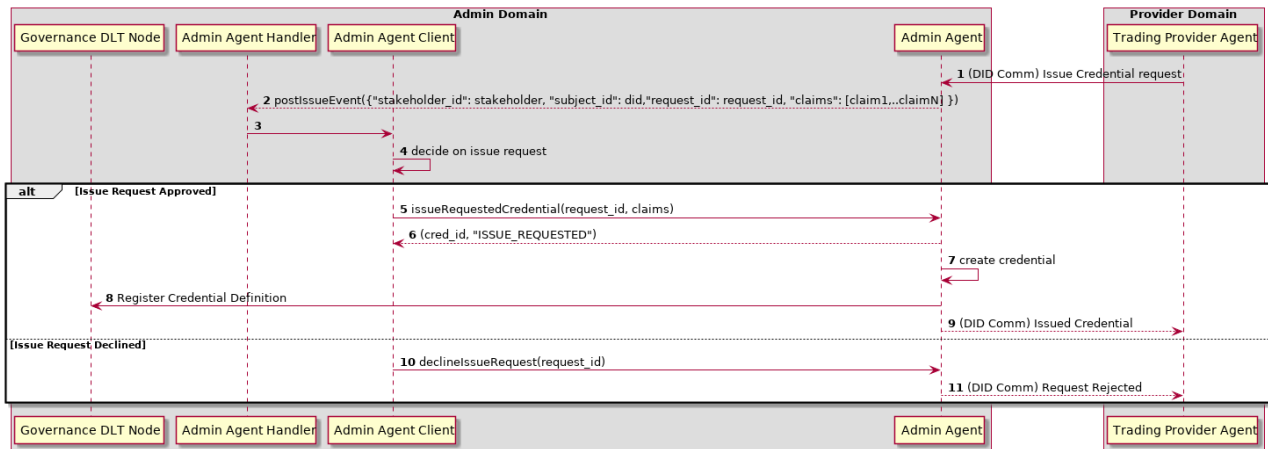 Admin Domain
Provider Domain
Governance DLT Node
Admin Agent Handler
Admin Agent Client
Admin Agent
Trading Provider Agent
1 (DID Comm) Issue Credential request
2 postIssueEvent({"stakeholder_id": stakeholder, "subject_id": did,"request_id": request_id, "claims": [claim1,..claimN] })
3
4 decide on issue request
alt [Issue Request Approved]
5 issueRequestedCredential(request_id, claims)
6 (cred_id, "ISSUE_REQUESTED")
7 create credential
8 Register Credential Definition
9 (DID Comm) Issued Credential
[Issue Request Declined]
10 declineIssueRequest(request_id)
11 (DID Comm) Request Rejected
Governance DLT Node
Admin Agent Handler
Admin Agent Client
Admin Agent
Trading Provider Agent